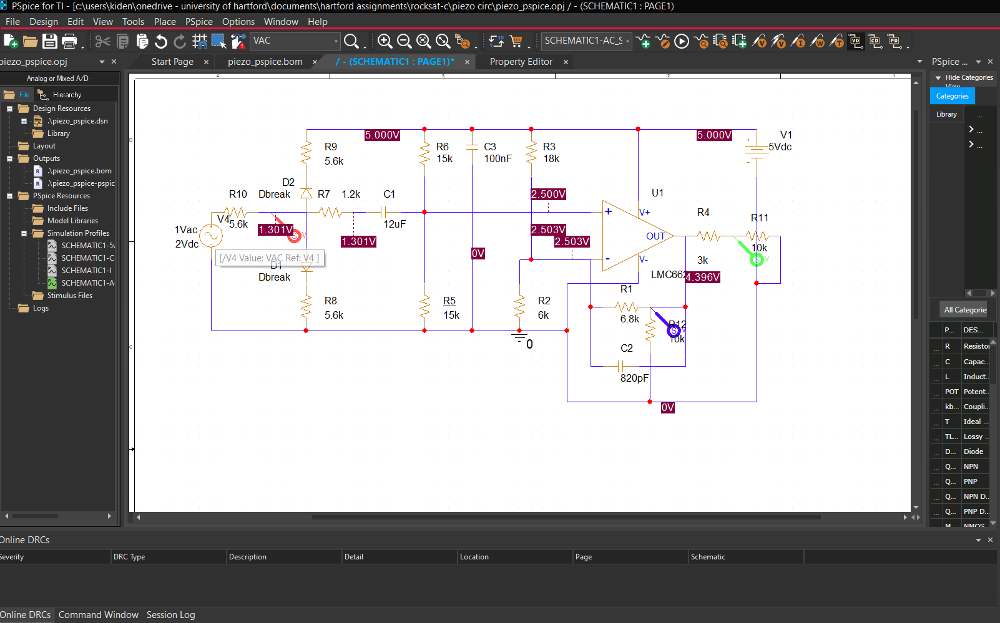 PSpice for TI - [c:\users\kiden\onedrive - university of hartford\documents\hartford assignments\rocksat-c\piezo circ\piezo_pspice.opj / - (SCHEMATIC1 : PAGE1)
File Design Edit View Tools Place PSpice Options Window Help
VAC
SCHEMATIC1-AC_S
piezo_pspice.opj
Start Page
piezo_pspice.bom
/ - (SCHEMATIC1 : PAGE1)*
Property Editor
PSpice ...
Analog or Mixed A/D
File
Hierarchy
Design Resources
.\piezo_pspice.dsn
Library
Layout
Outputs
.\piezo_pspice.bom
.\piezo_pspice-pspic
PSpice Resources
Include Files
Model Libraries
Simulation Profiles
SCHEMATIC1-5v
SCHEMATIC1-C
SCHEMATIC1-I
SCHEMATIC1-A
Stimulus Files
Logs
4
3
2
1
D
C
5.000V
5.000V
V1
5Vdc
R9
5.6k
R6
15k
C3
100nF
R3
18k
D2
Dbreak
R10
5.6k
R7
1.2k
C1
12uF
2.500V
U1
V4
1Vac
2Vdc
1.301V
1.301V
2.503V
2.503V
+
-
V+
V-
OUT
LMC662
R4
3k
R11
10k
4.396V
[/V4 Value: VAC Ref: V4 ]
D1
Dbreak
0V
R8
5.6k
R5
15k
R2
6k
R1
6.8k
R12
10k
C2
820pF
0
0V
Hide Categories
View
Categories
Library
...
...
...
All Categorie
P... DES...
... R Resistor
... C Capac...
... L Induct...
... POT Potent...
... kb... Coupli...
... T Ideal ...
... TL... Lossy ...
... D... Diode
... Q... NPN
... Q... PNP
... Q... NPN D...
... Q... PNP D...
M NMOS
Online DRCs
Severity DRC Type Description Detail Location Page Schematic
Online DRCs Command Window Session Log